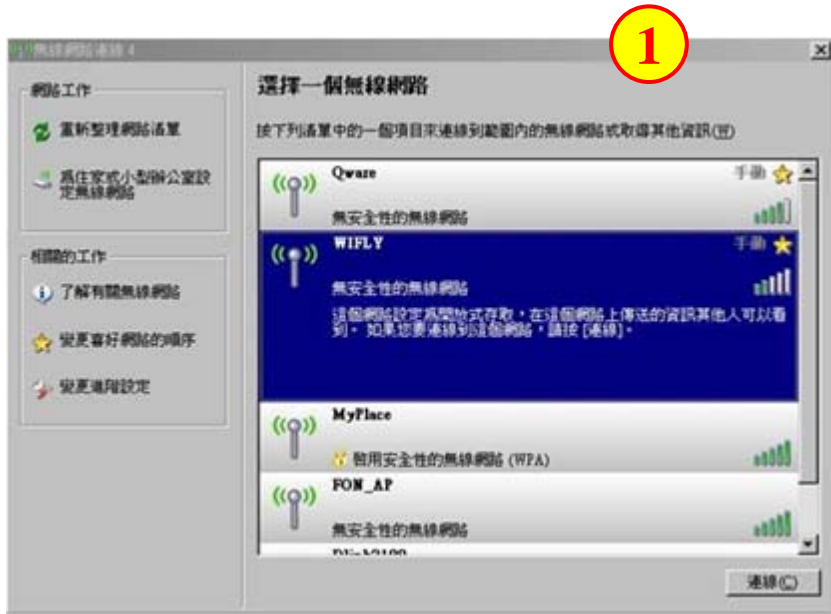 1
無線網路連線 4
網路工作
重新整理網路清單
為住家或小型辦公室設
定無線網路
相關的工作
了解有關無線網路
變更喜好網路的順序
變更進階設定
選擇一個無線網路
按下列清單中的一個項目來連線到範圍內的無線網路或取得其他資訊(W)
Qware
手動
無安全性的無線網路
WIFLY
手動
無安全性的無線網路
這個網路設定為開放式存取，在這個網路上傳送的資訊其他人可以看
到。 如果您要連線到這個網路，請按 [連線]。
MyPlace
啟用安全性的無線網路 (WPA)
FON_AP
無安全性的無線網路
連線(C)